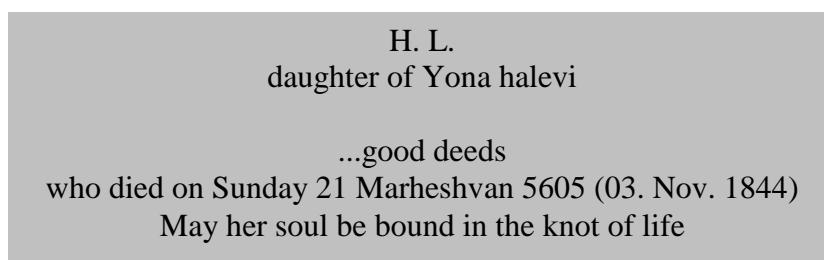 H. L.
daughter of Yona halevi
...good deeds
who died on Sunday 21 Marheshvan 5605 (03. Nov. 1844)
May her soul be bound in the knot of life